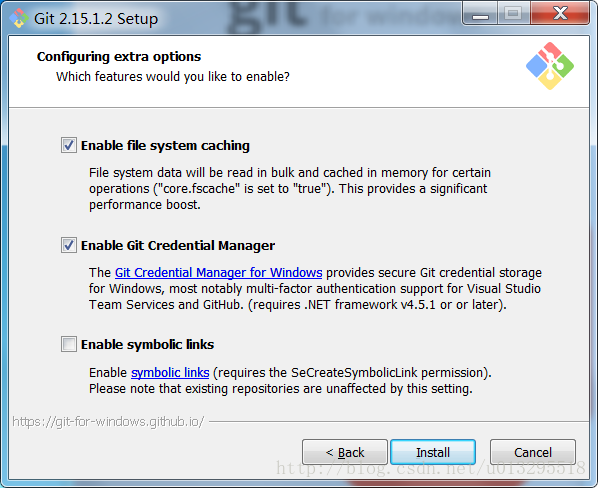 git for windows
Git 2.15.1.2 Setup
Configuring extra options
Which features would you like to enable?
Enable file system caching
File system data will be read in bulk and cached in memory for certain
operations ("core.fscache" is set to "true"). This provides a significant
performance boost.
Enable Git Credential Manager
The Git Credential Manager for Windows provides secure Git credential storage
for Windows, most notably multi-factor authentication support for Visual Studio
Team Services and GitHub. (requires .NET framework v4.5.1 or or later).
Enable symbolic links
Enable symbolic links (requires the SeCreateSymbolicLink permission).
Please note that existing repositories are unaffected by this setting.
https://git-for-windows.github.io/
< Back
Install
Cancel
http://blog.csdn.net/u013295518